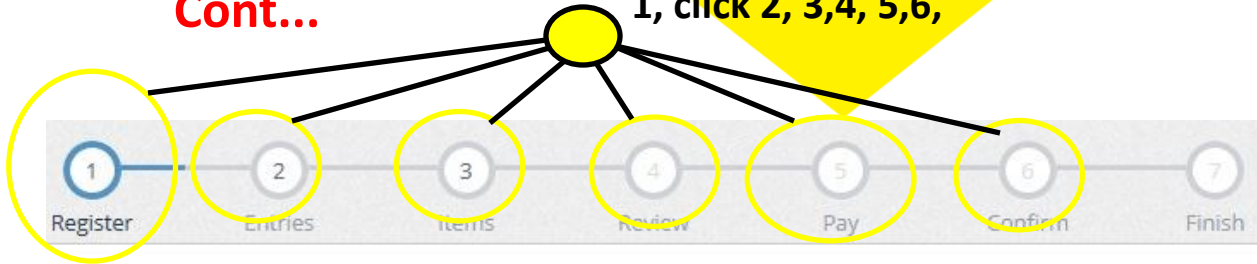 Cont...
1, click 2, 3,4, 5,6,
1 2 3 4 5 6 7
Register Entries Items Review Pay Confirm Finish